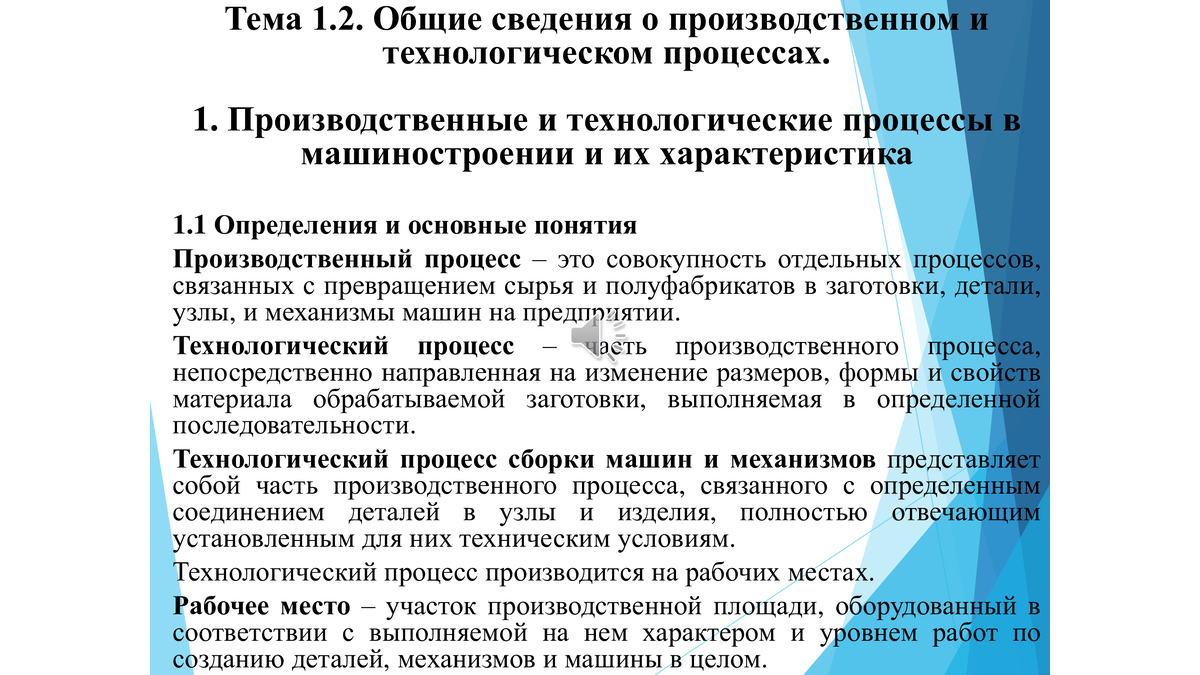 Тема 1.2. Общие сведения о производственном и
технологическом процессах.
1. Производственные и технологические процессы в
машиностроении и их характеристика
1.1 Определения и основные понятия
Производственный процесс – это совокупность отдельных процессов,
связанных с превращением сырья и полуфабрикатов в заготовки, детали,
узлы, и механизмы машин на предприятии.
Технологический процесс – часть производственного процесса,
непосредственно направленная на изменение размеров, формы и свойств
материала обрабатываемой заготовки, выполняемая в определенной
последовательности.
Технологический процесс сборки машин и механизмов представляет
собой часть производственного процесса, связанного с определенным
соединением деталей в узлы и изделия, полностью отвечающим
установленным для них техническим условиям.
Технологический процесс производится на рабочих местах.
Рабочее место – участок производственной площади, оборудованный в
соответствии с выполняемой на нем характером и уровнем работ по
созданию деталей, механизмов и машины в целом.